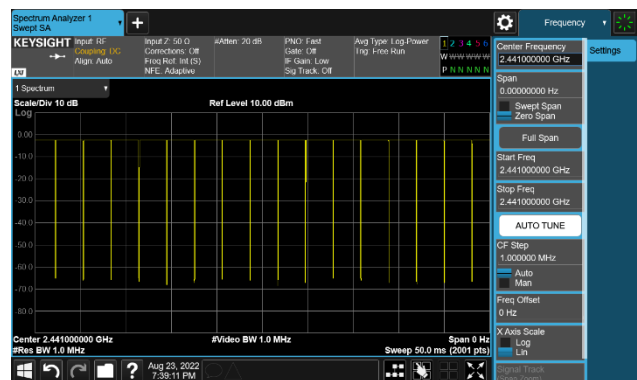 Spectrum Analyzer 1
Swept SA
+
Frequency
KEYSIGHT
Input: RF
Coupling: DC
Align: Auto
Input Z: 50 Ω
Corrections: Off
Freq Ref: Int (S)
NFE: Adaptive
#Atten: 20 dB
PNO: Fast
Gate: Off
IF Gain: Low
Sig Track: Off
Avg Type: Log-Power
Trig: Free Run
1 2 3 4 5 6
W W W W W W
P N N N N N
LXI
1 Spectrum
Scale/Div 10 dB
Ref Level 10.00 dBm
Log
0.00
-10.0
-20.0
-30.0
-40.0
-50.0
-60.0
-70.0
-80.0
Center 2.441000000 GHz
#Video BW 1.0 MHz
Span 0 Hz
#Res BW 1.0 MHz
Sweep 50.0 ms (2001 pts)
Aug 23, 2022
7:39:11 PM
?
Center Frequency
2.441000000 GHz
Settings
Span
0.00000000 Hz
Swept Span
Zero Span
Full Span
Start Freq
2.441000000 GHz
Stop Freq
2.441000000 GHz
AUTO TUNE
CF Step
1.000000 MHz
Auto
Man
Freq Offset
0 Hz
X Axis Scale
Log
Lin
Signal Track
(Span Zoom)